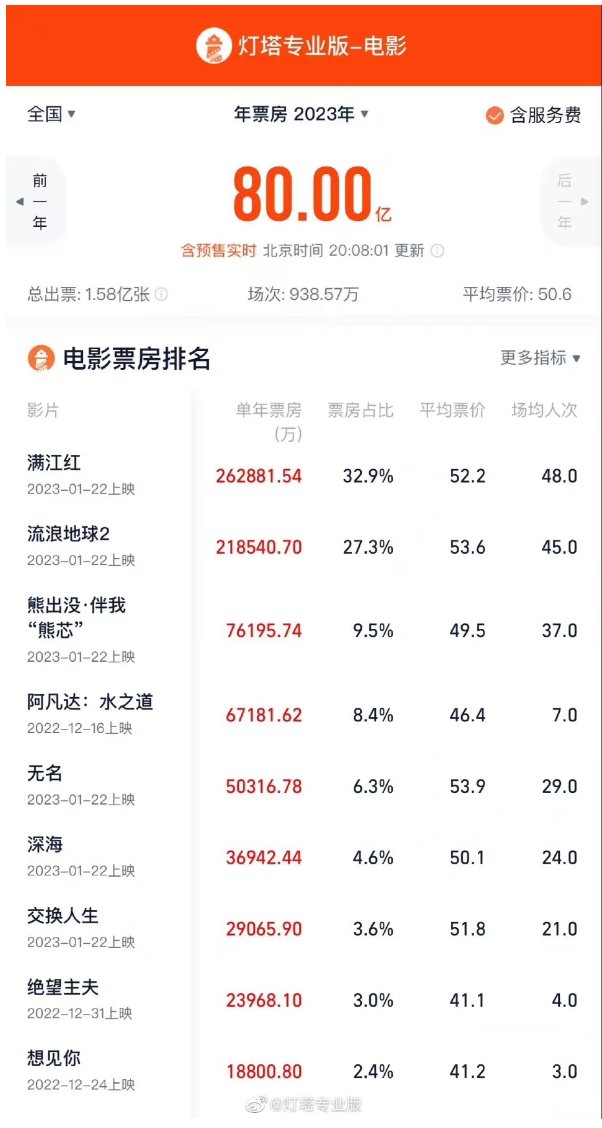 灯塔专业版-电影
全国 年票房 2023年 含服务费
前一年 80.00亿 后一年
含预售实时 北京时间 20:08:01 更新
总出票: 1.58亿张 场次: 938.57万 平均票价: 50.6
电影票房排名 更多指标
影片 单年票房 票房占比 平均票价 场均人次
(万)
满江红
2023-01-22上映 262881.54 32.9% 52.2 48.0
流浪地球2
2023-01-22上映 218540.70 27.3% 53.6 45.0
熊出没·伴我
“熊芯” 76195.74 9.5% 49.5 37.0
2023-01-22上映
阿凡达：水之道
2022-12-16上映 67181.62 8.4% 46.4 7.0
无名
2023-01-22上映 50316.78 6.3% 53.9 29.0
深海
2023-01-22上映 36942.44 4.6% 50.1 24.0
交换人生
2023-01-22上映 29065.90 3.6% 51.8 21.0
绝望主夫
2022-12-31上映 23968.10 3.0% 41.1 4.0
想见你
2022-12-24上映 18800.80 2.4% 41.2 3.0
@灯塔专业版